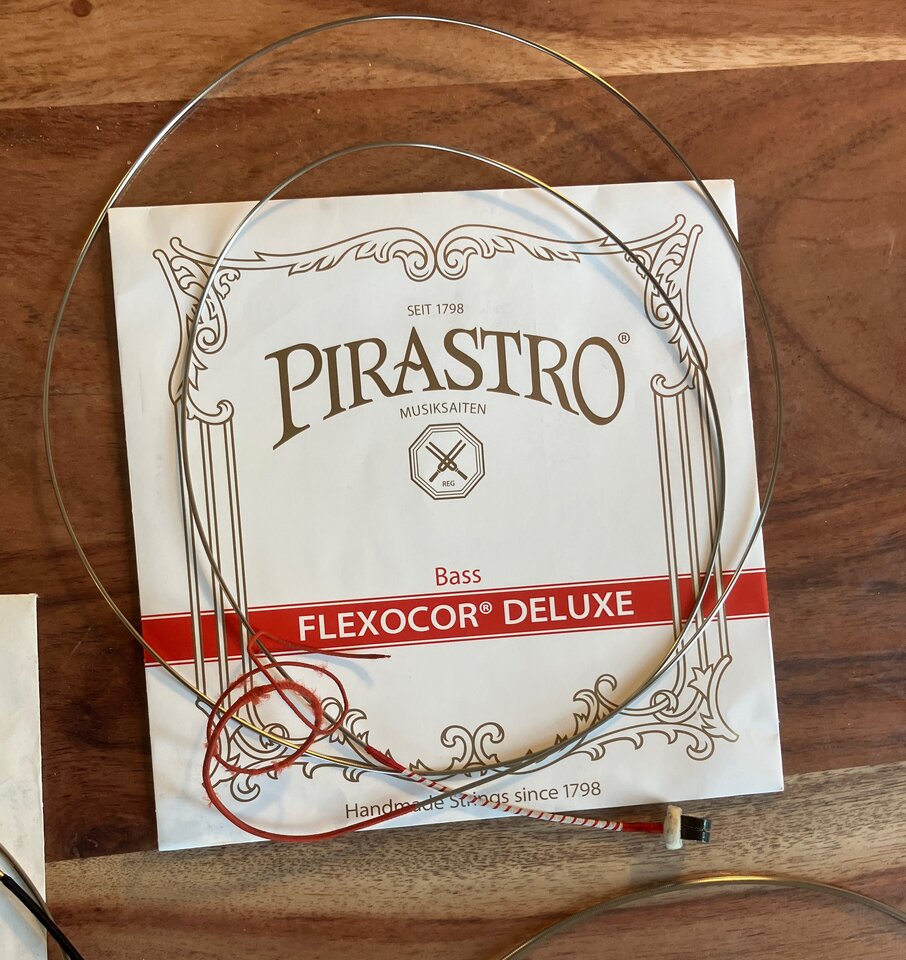 SEIT 1798
PIRASTRO®
MUSIKSAITEN
REG
Bass
FLEXOCOR® DELUXE
Handmade Strings since 1798